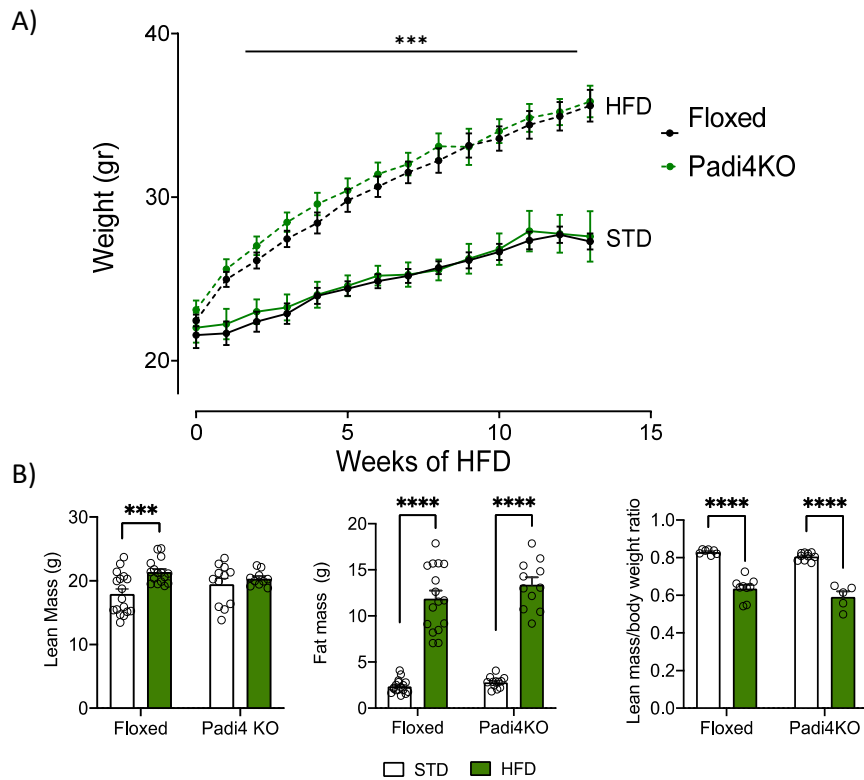 A)
***
40
30
20
Weight (gr)
HFD
STD
Floxed
Padi4KO
0
5
10
15
Weeks of HFD
B)
***
30
20
10
0
Lean Mass (g)
Floxed
Padi4 KO
****
****
20
15
10
5
0
Fat mass (g)
Floxed
Padi4KO
****
****
1.0
0.8
0.6
0.4
0.2
0.0
Lean mass/body weight ratio
Floxed
Padi4KO
STD
HFD